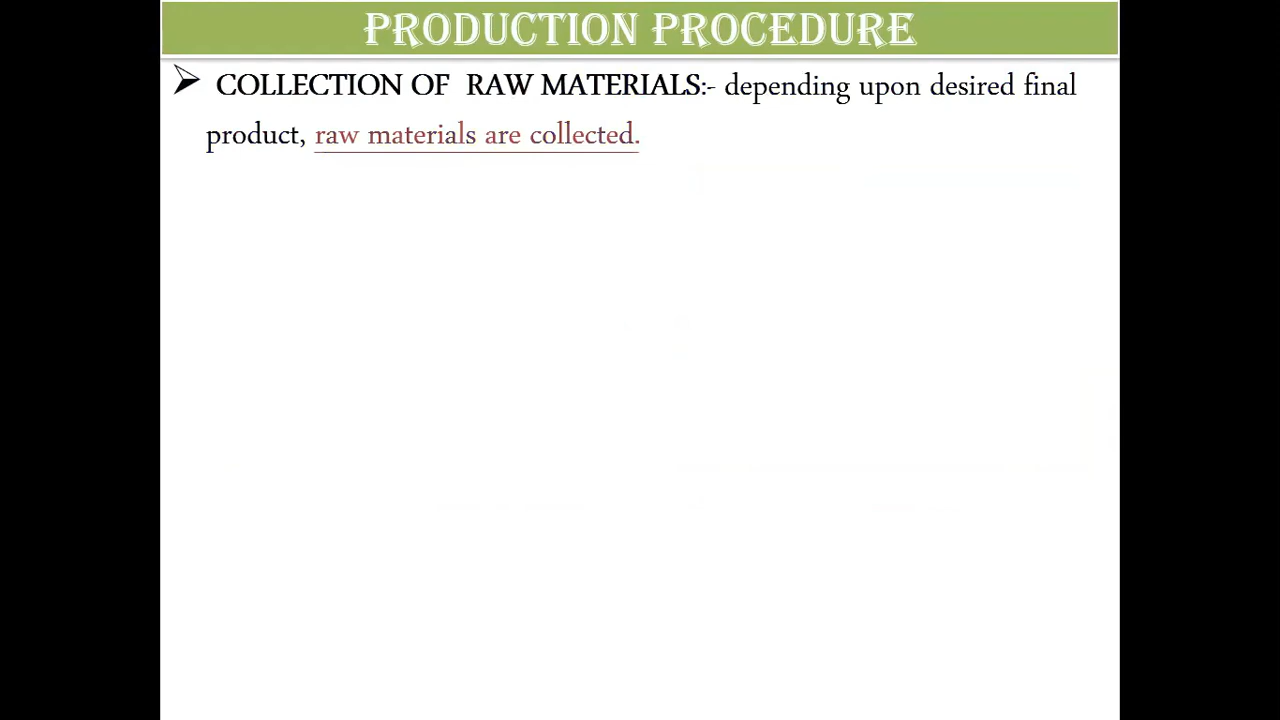 PRODUCTION PROCEDURE
➢ COLLECTION OF RAW MATERIALS:- depending upon desired final
product, raw materials are collected.